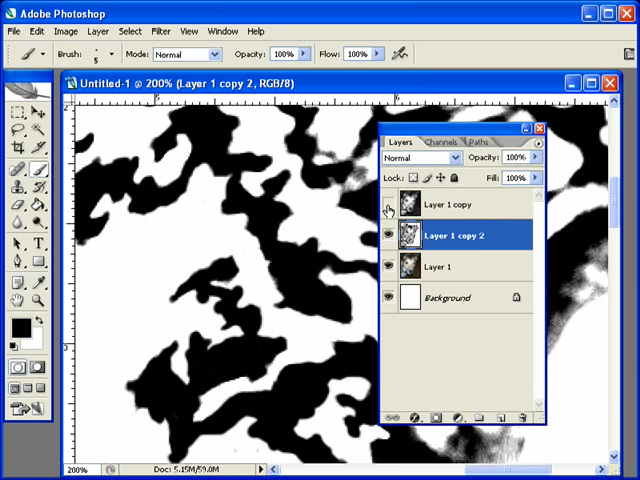 Adobe Photoshop
File Edit Image Layer Select Filter View Window Help
Brush: 5 Mode: Normal Opacity: 100% Flow: 100%
Untitled-1 @ 200% (Layer 1 copy 2, RGB/8)
5 6
Layers Channels Paths
Normal Opacity: 100%
Lock: Fill: 100%
Layer 1 copy
Layer 1 copy 2
Layer 1
Background
200% Doc: 5.15M/59.0M